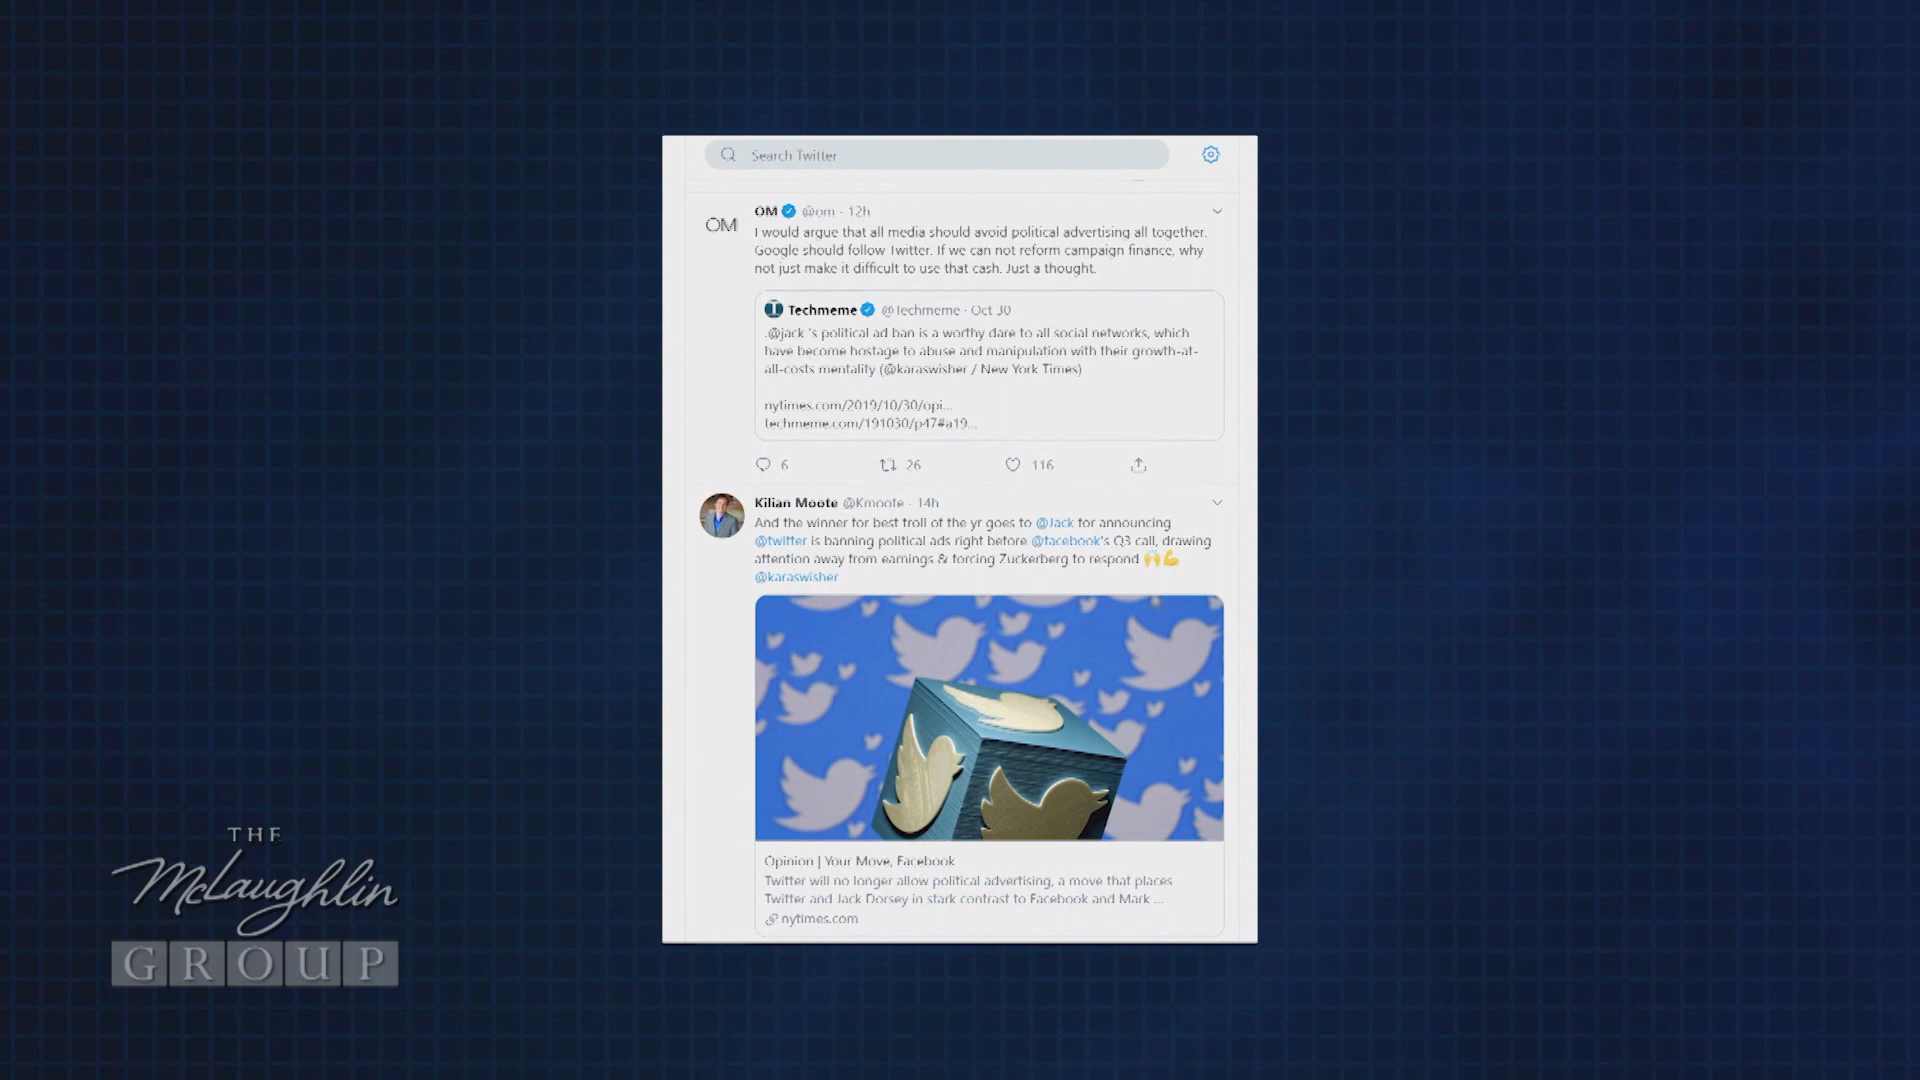 Search Twitter
OM @om · 12h
OM
I would argue that all media should avoid political advertising all together.
Google should follow Twitter. If we can not reform campaign finance, why
not just make it difficult to use that cash. Just a thought.
Techmeme @Techmeme · Oct 30
.@jack 's political ad ban is a worthy dare to all social networks, which
have become hostage to abuse and manipulation with their growth-at-
all-costs mentality (@karaswisher / New York Times)
nytimes.com/2019/10/30/opi...
techmeme.com/191030/p47#a19...
6 26 116
Kilian Moote @Kmoote · 14h
And the winner for best troll of the yr goes to @Jack for announcing
@twitter is banning political ads right before @facebook's Q3 call, drawing
attention away from earnings & forcing Zuckerberg to respond 🙌💪
@karaswisher
Opinion | Your Move, Facebook
Twitter will no longer allow political advertising, a move that places
Twitter and Jack Dorsey in stark contrast to Facebook and Mark ...
nytimes.com
THE
McLaughlin
GROUP